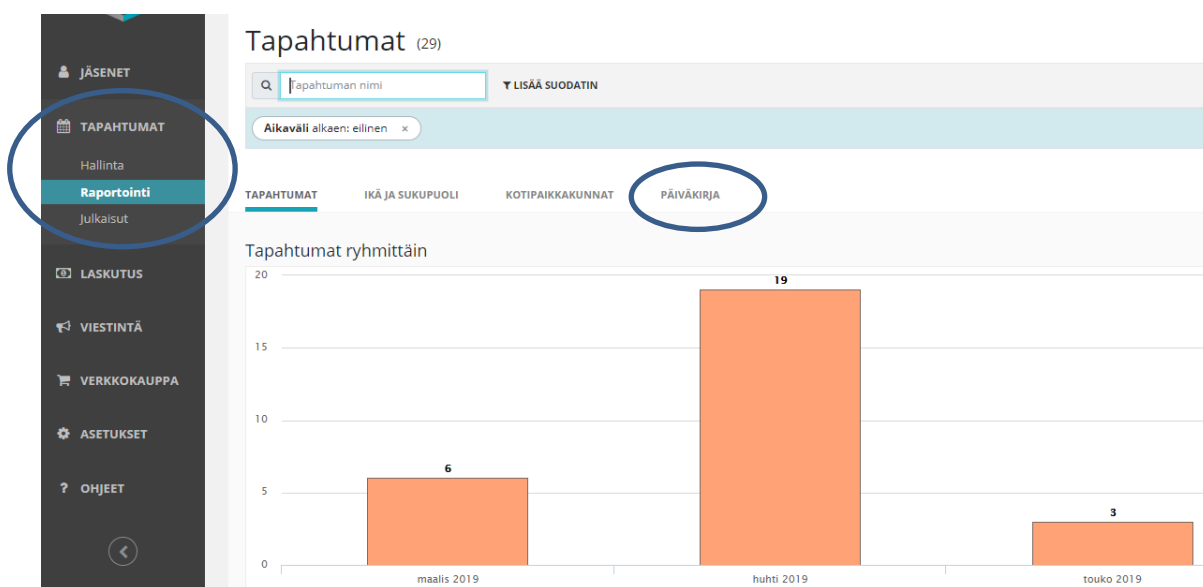 JÄSENET
TAPAHTUMAT
Hallinta
Raportointi
Julkaisut
LASKUTUS
VIESTINTÄ
VERKKOKAUPPA
ASETUKSET
? OHJEET
Tapahtumat (29)
Tapahtuman nimi LISÄÄ SUODATIN
Aikaväli alkaen: eilinen ×
TAPAHTUMAT IKÄ JA SUKUPUOLI KOTIPAIKKAKUNNAT PÄIVÄKIRJA
Tapahtumat ryhmittäin
20
19
15
10
6
5
3
0
maalis 2019 huhti 2019 touko 2019